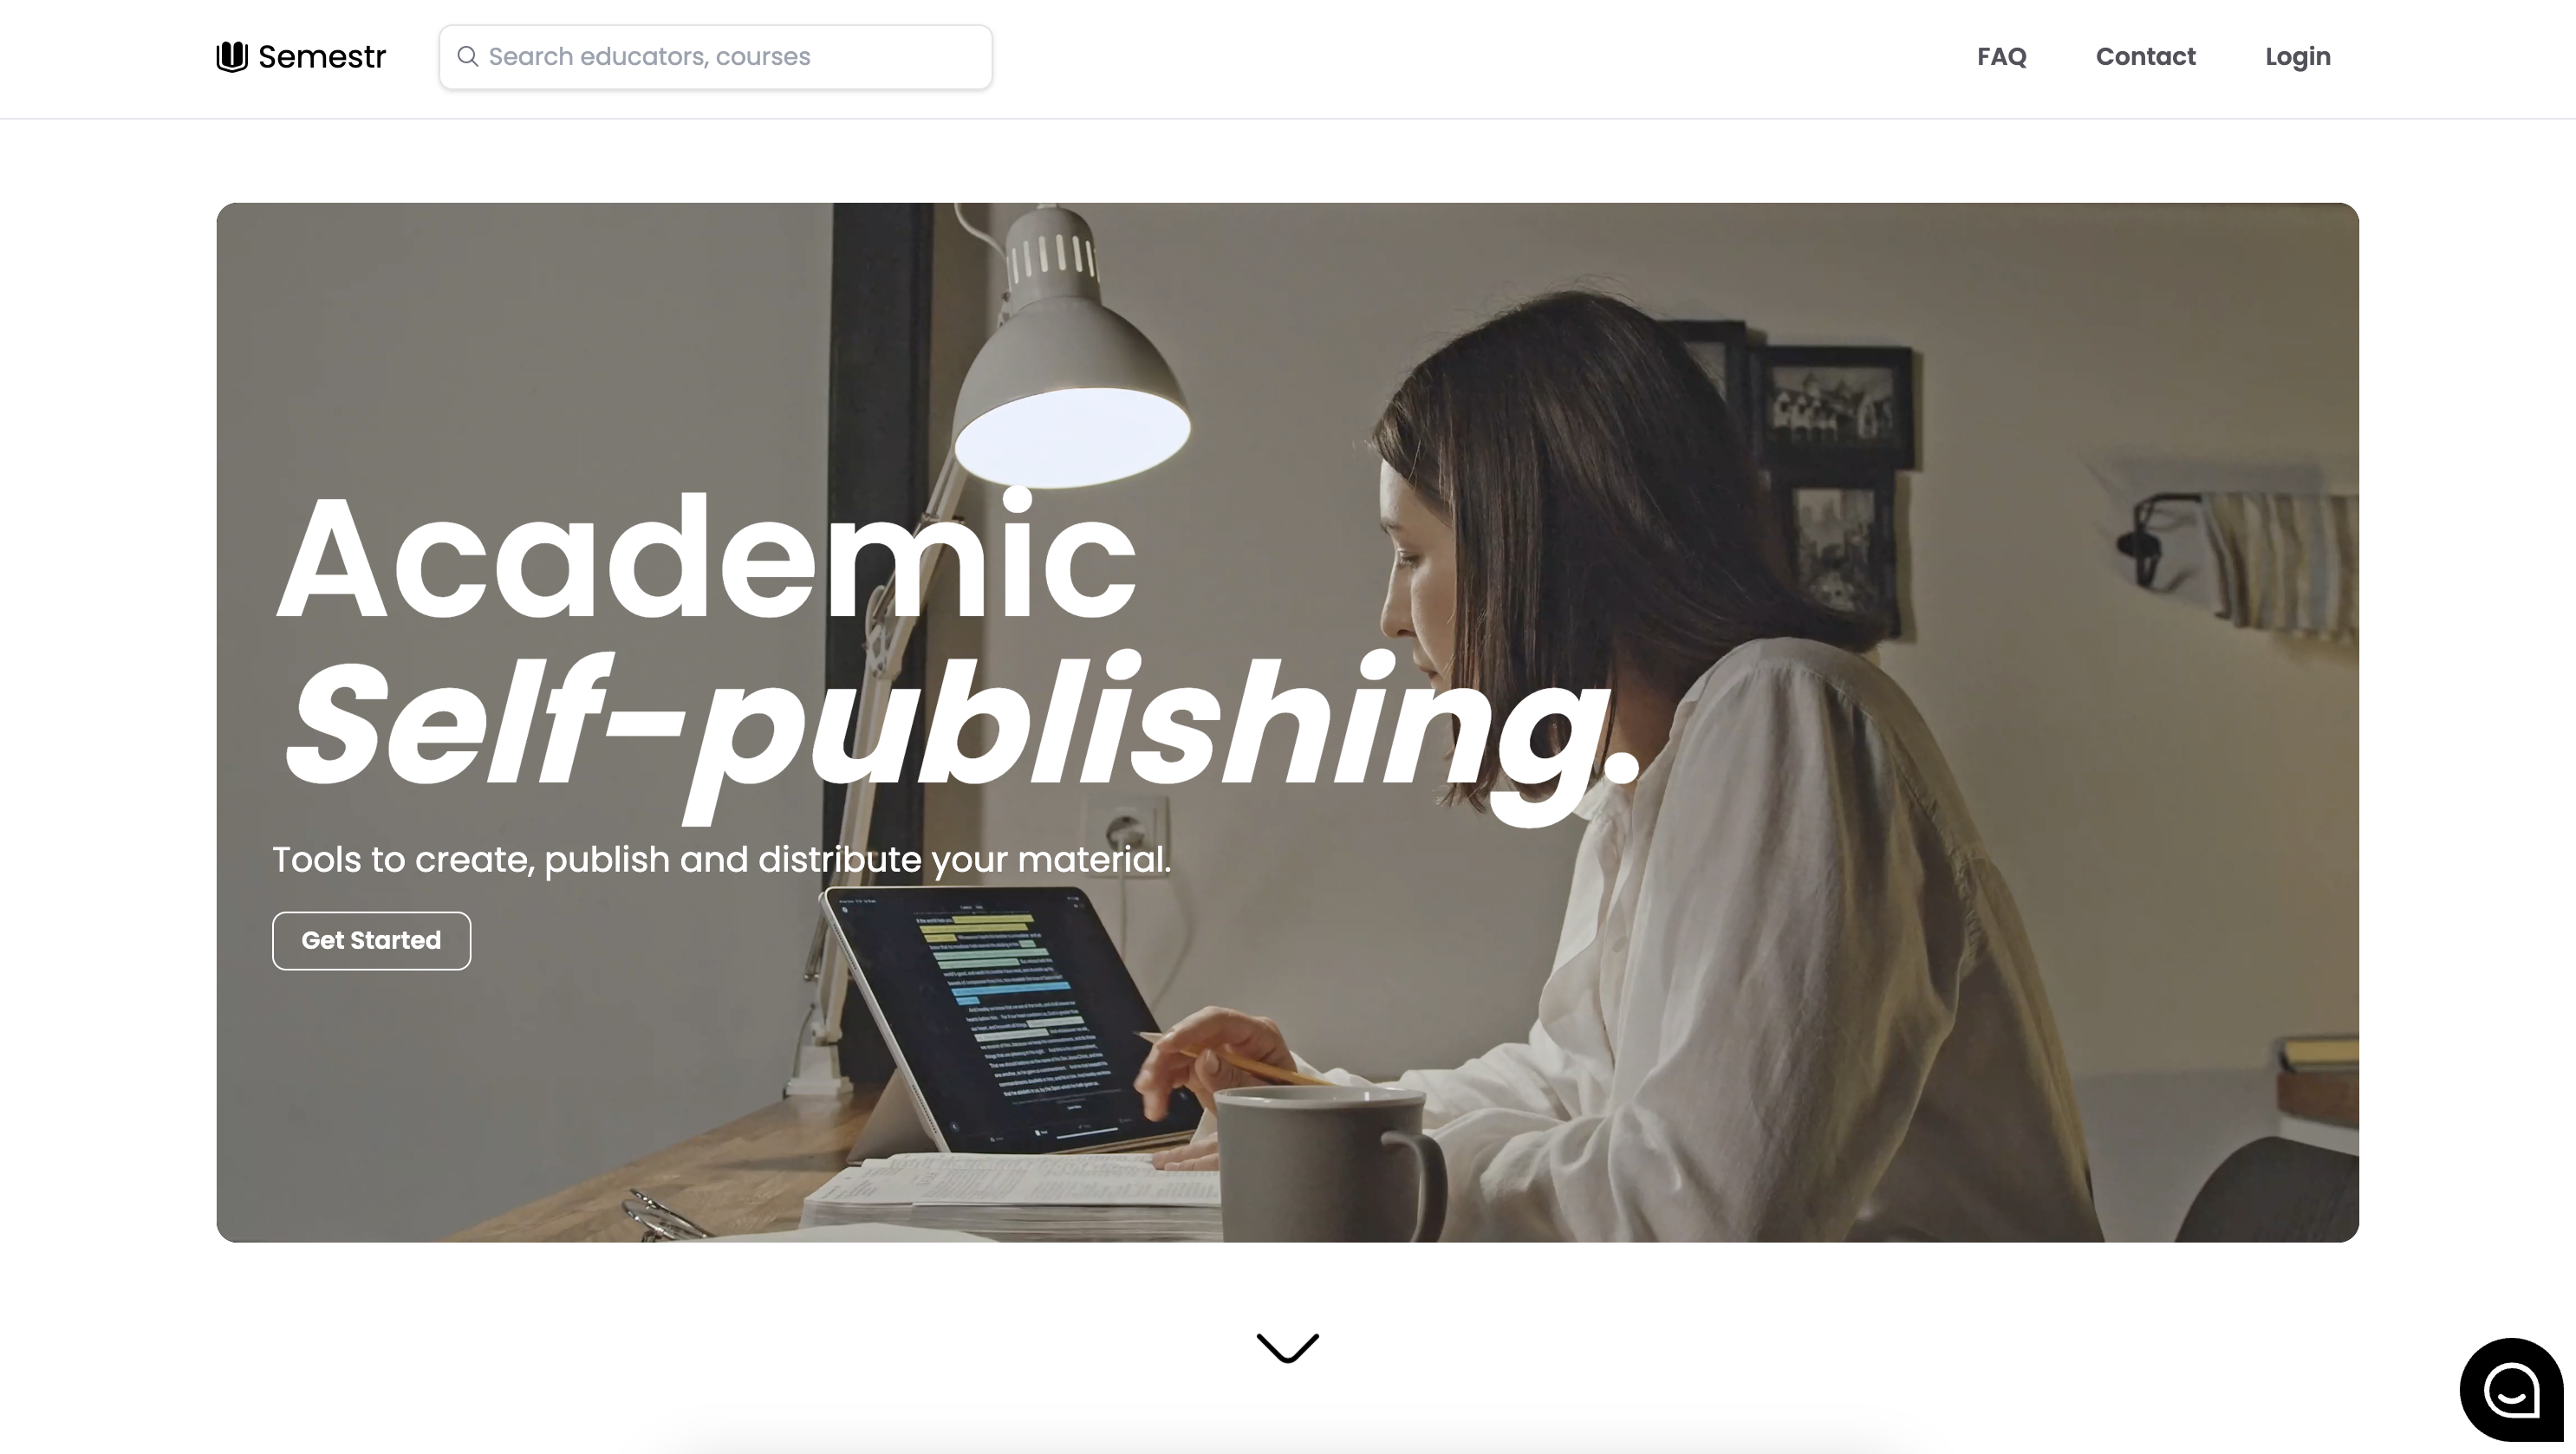 Semestr
Search educators, courses
FAQ
Contact
Login
Academic
Self-publishing.
Tools to create, publish and distribute your material.
Get Started